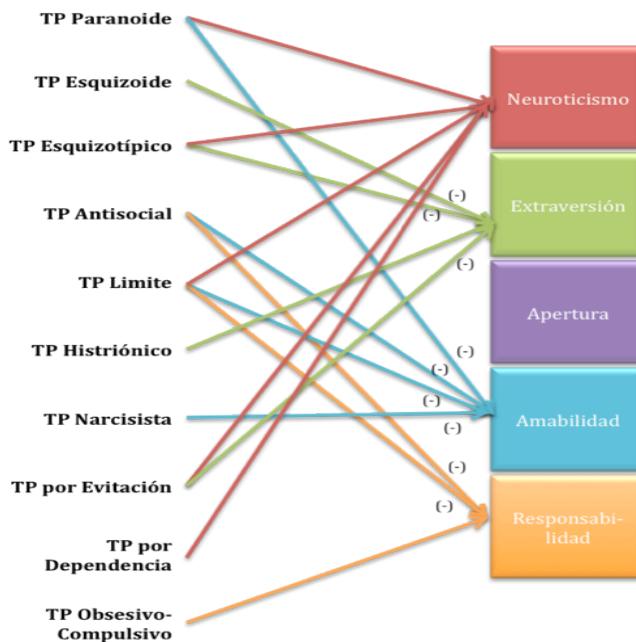 TP Paranoide
TP Esquizoide
TP Esquizotípico
TP Antisocial
TP Limite
TP Histriónico
TP Narcisista
TP por Evitación
TP por
Dependencia
TP Obsesivo-
Compulsivo
Neuroticismo
(-)
(-)
Extraversión
(-)
Apertura
(-)
(-)
(-)
Amabilidad
(-)
(-)
(-)
Responsabi-
lidad